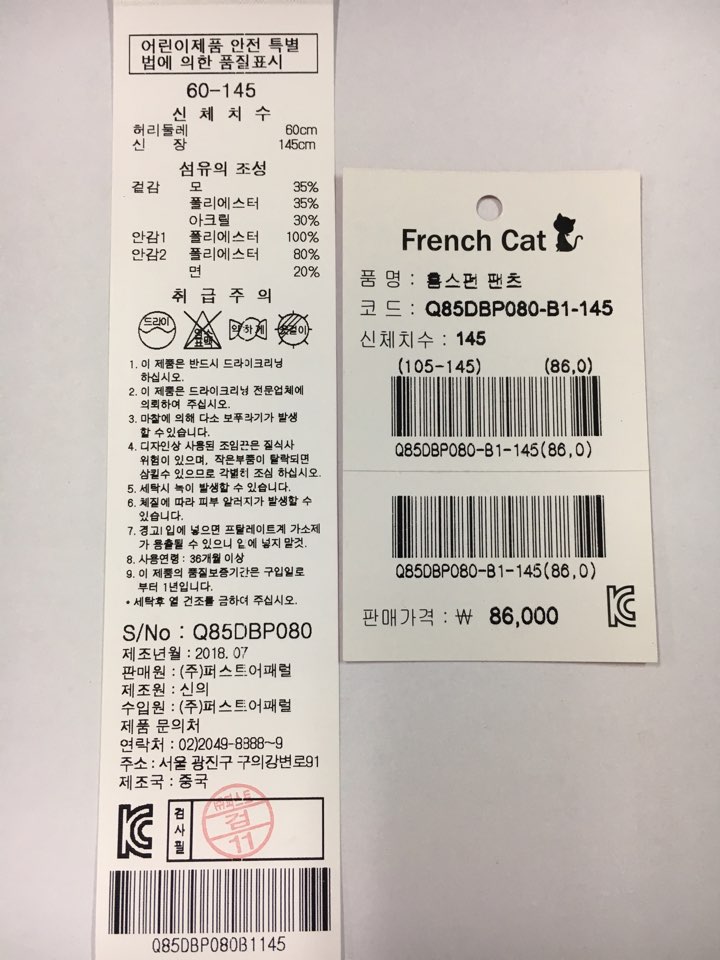 어린이제품 안전 특별
법에 의한 품질표시
60-145
신 체 치 수
허리둘레 60cm
신 장 145cm
섬유의 조성
겉감 모 35%
폴리에스터 35%
아크릴 30%
안감1 폴리에스터 100%
안감2 폴리에스터 80%
면 20%
취 급 주 의
드라이
염소
표백
약하게
옷걸이
1. 이 제품은 반드시 드라이크리닝
하십시오.
2. 이 제품은 드라이크리닝 전문업체에
의뢰하여 주십시오.
3. 마찰에 의해 다소 보푸라기가 발생
할 수있습니다.
4. 디자인상 사용된 조임끈은 질식사
위험이 있으며, 작은부품이 탈락되면
삼킬수 있으므로 각별히 조심 하십시오.
5. 세탁시 녹이 발생할 수 있습니다.
6. 체질에 따라 피부 알러지가 발생할 수
있습니다.
7. 경고! 입에 넣으면 프탈레이트계 가소제
가 용출될 수 있으니 입에 넣지 말것.
8. 사용연령 : 36개월 이상
9. 이 제품의 품질보증기간은 구입일로
부터 1년입니다.
* 세탁후 열 건조를 금하여 주십시오.
S/No : Q85DBP080
제조년월 : 2018. 07
판매원 : (주)퍼스트어패럴
제조원 : 신의
수입원 : (주)퍼스트어패럴
제품 문의처
연락처 : 02)2049-8388~9
주소 : 서울 광진구 구의강변로91
제조국 : 중국
검사필
㈜퍼스트
검
11
Q85DBP080B1145
French Cat
품 명 : 홈스펀 팬츠
코 드 : Q85DBP080-B1-145
신체치수 : 145
(105-145) (86,0)
Q85DBP080-B1-145(86,0)
Q85DBP080-B1-145(86,0)
판매가격 : ₩ 86,000